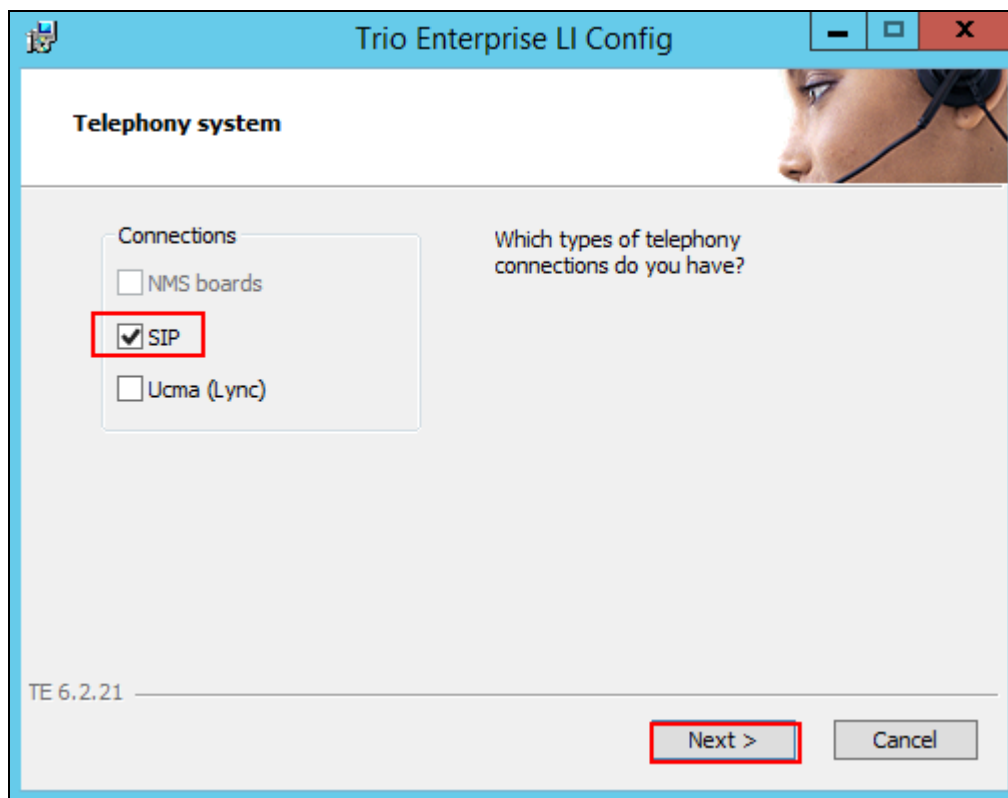 Trio Enterprise LI Config
Telephony system
Connections
NMS boards
SIP
Ucma (Lync)
Which types of telephony
connections do you have?
TE 6.2.21
Next >
Cancel